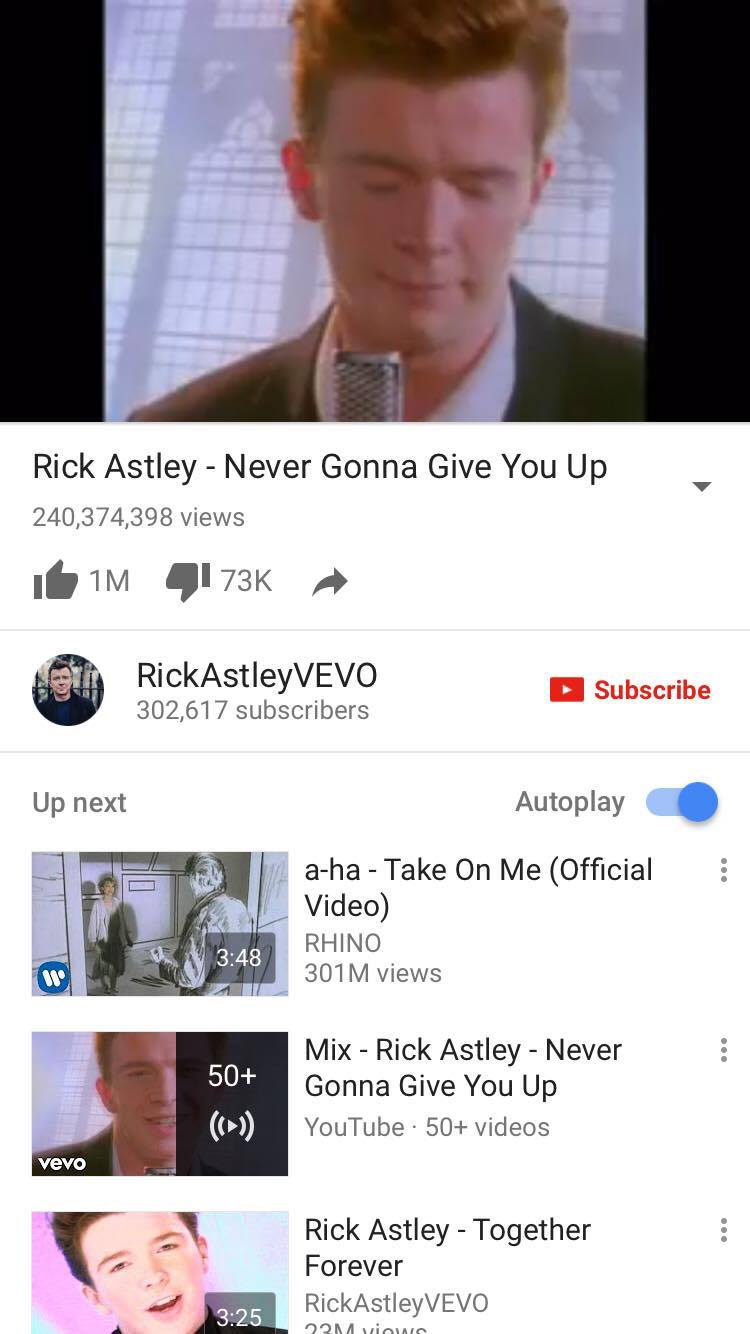 Rick Astley - Never Gonna Give You Up
240,374,398 views
1M 73K
RickAstleyVEVO
302,617 subscribers
Subscribe
Up next
Autoplay
a-ha - Take On Me (Official
Video)
RHINO
301M views
3:48
Mix - Rick Astley - Never
Gonna Give You Up
YouTube · 50+ videos
50+
vevo
Rick Astley - Together
Forever
RickAstleyVEVO
23M views
3:25